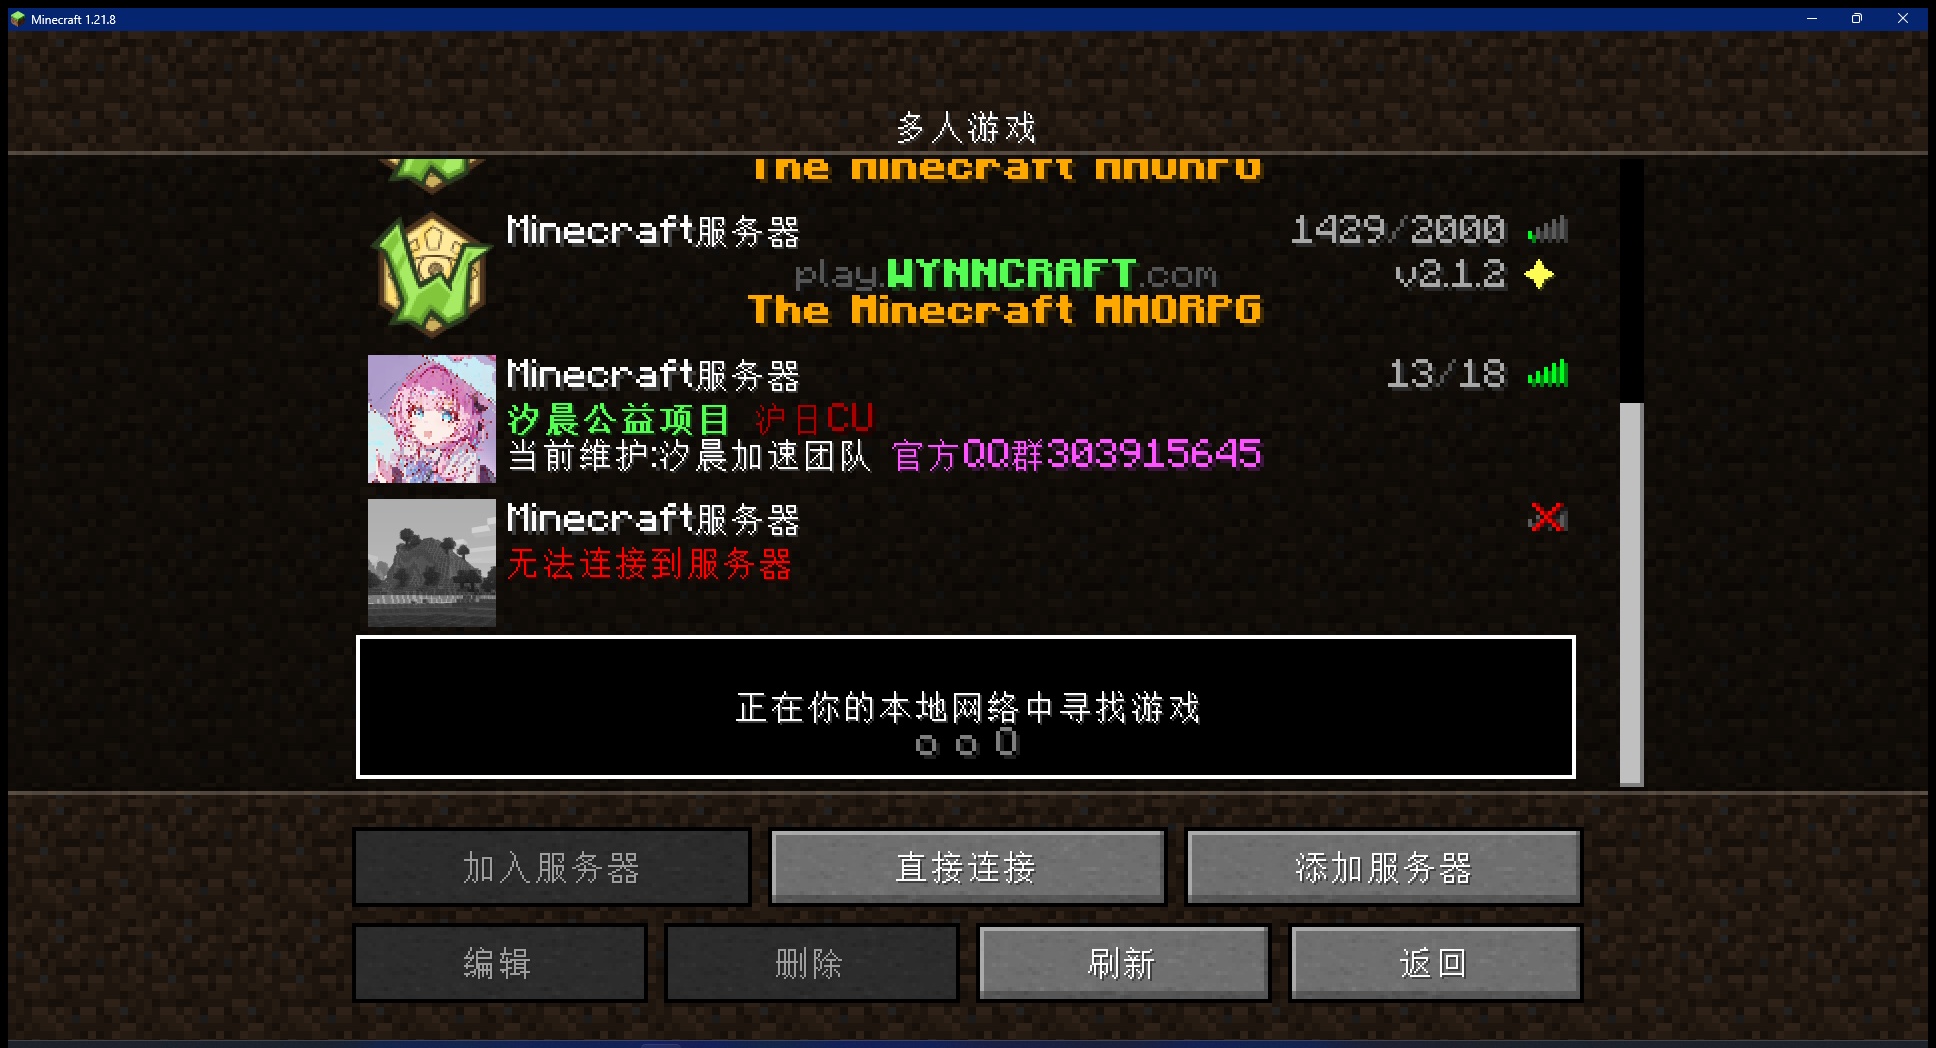 Minecraft 1.21.8
多人游戏
The Minecraft MMORPG
Minecraft服务器 1429/2000
play.WYNNCRAFT.com v2.1.2
The Minecraft MMORPG
Minecraft服务器 13/18
汐晨公益项目 沪日CU
当前维护:汐晨加速团队 官方QQ群303915645
Minecraft服务器
无法连接到服务器
正在你的本地网络中寻找游戏
o o O
加入服务器 直接连接 添加服务器
编辑 删除 刷新 返回